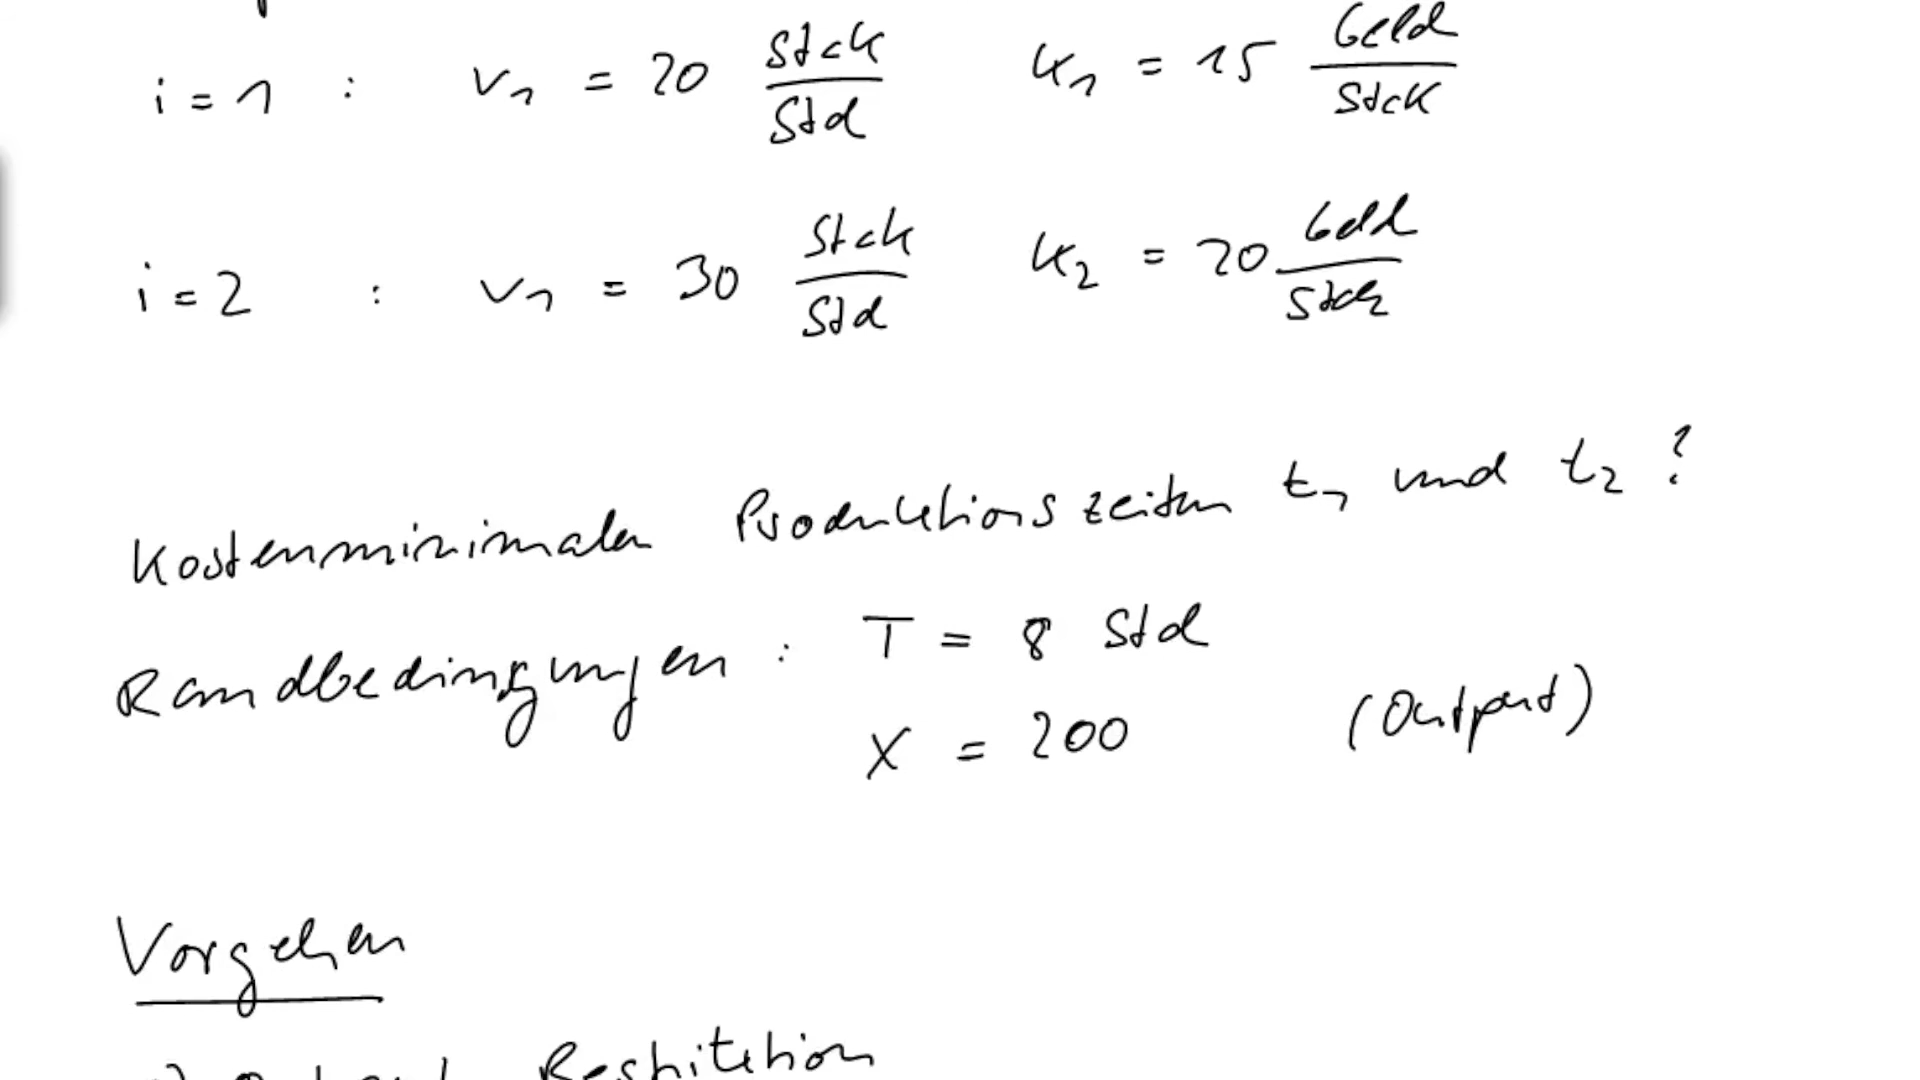 i = 1 : v₁ = 20 Stck/Std K₁ = 15 Geld/Stck
i = 2 : v₁ = 30 Stck/Std K₂ = 20 Geld/Stck
Kostenminimalen Produktionszeiten t₁ und t₂ ?
Randbedingungen : T = 8 Std
X = 200 (Output)
Vorgehen
Restriktion